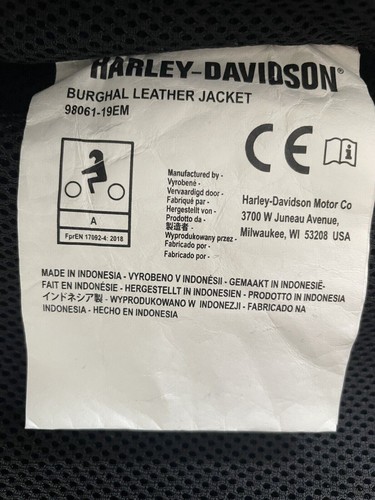 HARLEY-DAVIDSON®
BURGHAL LEATHER JACKET
98061-19EM
CE
i
A
FprEN 17092-4: 2018
Manufactured by -
Vyrobené -
Vervaardigd door -
Fabriqué par -
Hergestellt von -
Prodotto da -
製造者 -
Wyprodukowany przez -
Fabricado por -
Fabricado por -
Harley-Davidson Motor Co
3700 W Juneau Avenue,
Milwaukee, WI 53208 USA
MADE IN INDONESIA - VYROBENO V INDONÉSII - GEMAAKT IN INDONESIË-
FAIT EN INDONÉSIE - HERGESTELLT IN INDONESIEN - PRODOTTO IN INDONESIA
インドネシア製 - WYPRODUKOWANO W INDONEZJI - FABRICADO NA
INDONESIA - HECHO EN INDONESIA